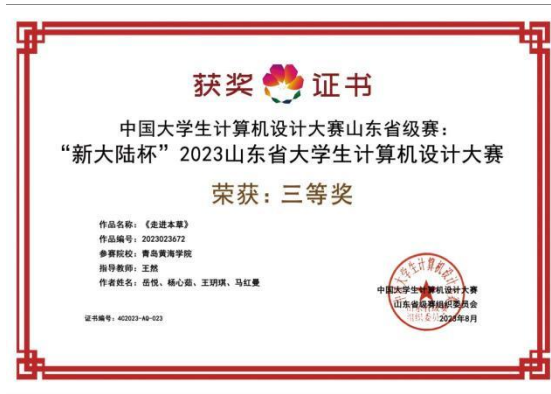 获奖 证书
中国大学生计算机设计大赛山东省级赛：
“新大陆杯”2023山东省大学生计算机设计大赛
荣获：三等奖
作品名称：《走进本草》
作品编号：2023023672
参赛院校：青岛黄海学院
指导教师：王然
作者姓名：岳悦、杨心茹、王玥琪、马红曼
中国大学生计算机设计大赛
山东省级赛组织委员会
2023年8月
证书编号：4C2023-AQ-023